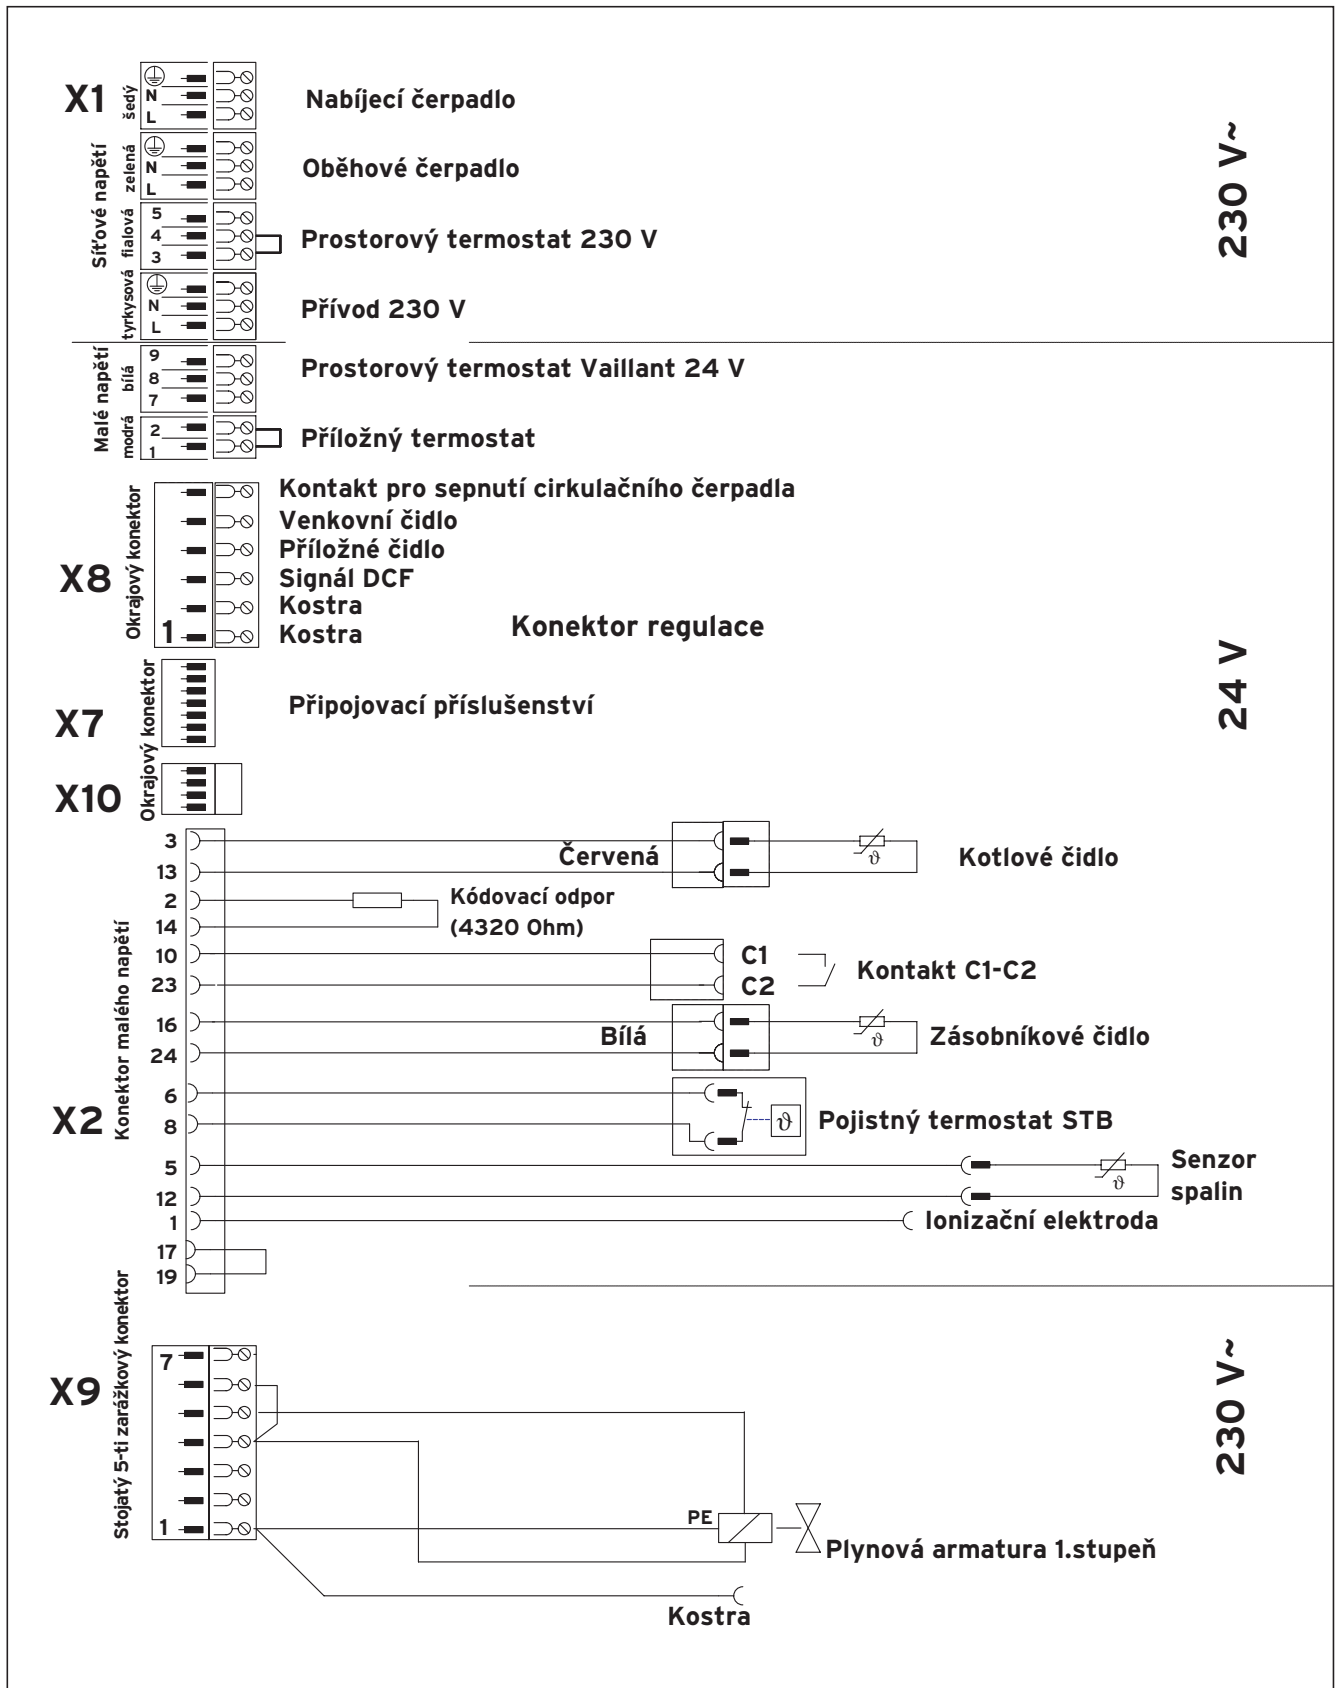 X1
šedý
N
L
Nabíjecí čerpadlo
Síťové napětí
zelená
N
L
Oběhové čerpadlo
fialová
5
4
3
Prostorový termostat 230 V
tyrkysová
N
L
Přívod 230 V
230 V~
Malé napětí
bílá
9
8
7
Prostorový termostat Vaillant 24 V
modrá
2
1
Příložný termostat
X8
Okrajový konektor
1
Kontakt pro sepnutí cirkulačního čerpadla
Venkovní čidlo
Příložné čidlo
Signál DCF
Kostra
Kostra
Konektor regulace
24 V
X7
Okrajový konektor
Připojovací příslušenství
X10
X2
Konektor malého napětí
3
13
Červená
Kotlové čidlo
2
14
Kódovací odpor
(4320 Ohm)
10
23
C1
C2
Kontakt C1-C2
16
24
Bílá
Zásobníkové čidlo
6
8
Pojistný termostat STB
5
12
Senzor
spalin
1
Ionizační elektroda
17
19
ϑ
ϑ
ϑ
ϑ
X9
Stojatý 5-ti zarážkový konektor
7
1
PE
Plynová armatura 1.stupeň
Kostra
230 V~